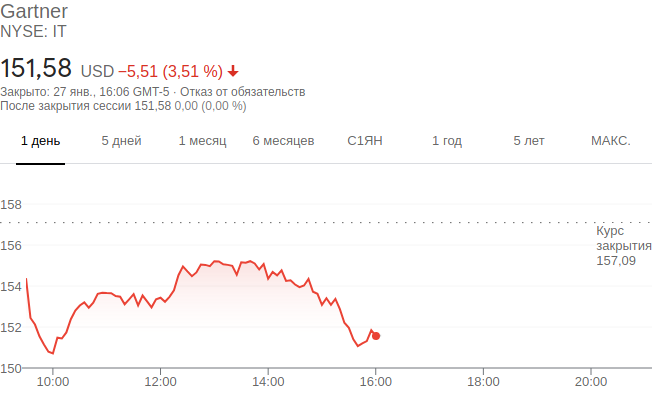 Gartner
NYSE: IT
151,58 USD −5,51 (3,51 %)
Закрыто: 27 янв., 16:06 GMT-5 · Отказ от обязательств
После закрытия сессии 151,58 0,00 (0,00 %)
1 день 5 дней 1 месяц 6 месяцев С1ЯН 1 год 5 лет МАКС.
158
156
154
152
150
Курс
закрытия
157,09
10:00 12:00 14:00 16:00 18:00 20:00